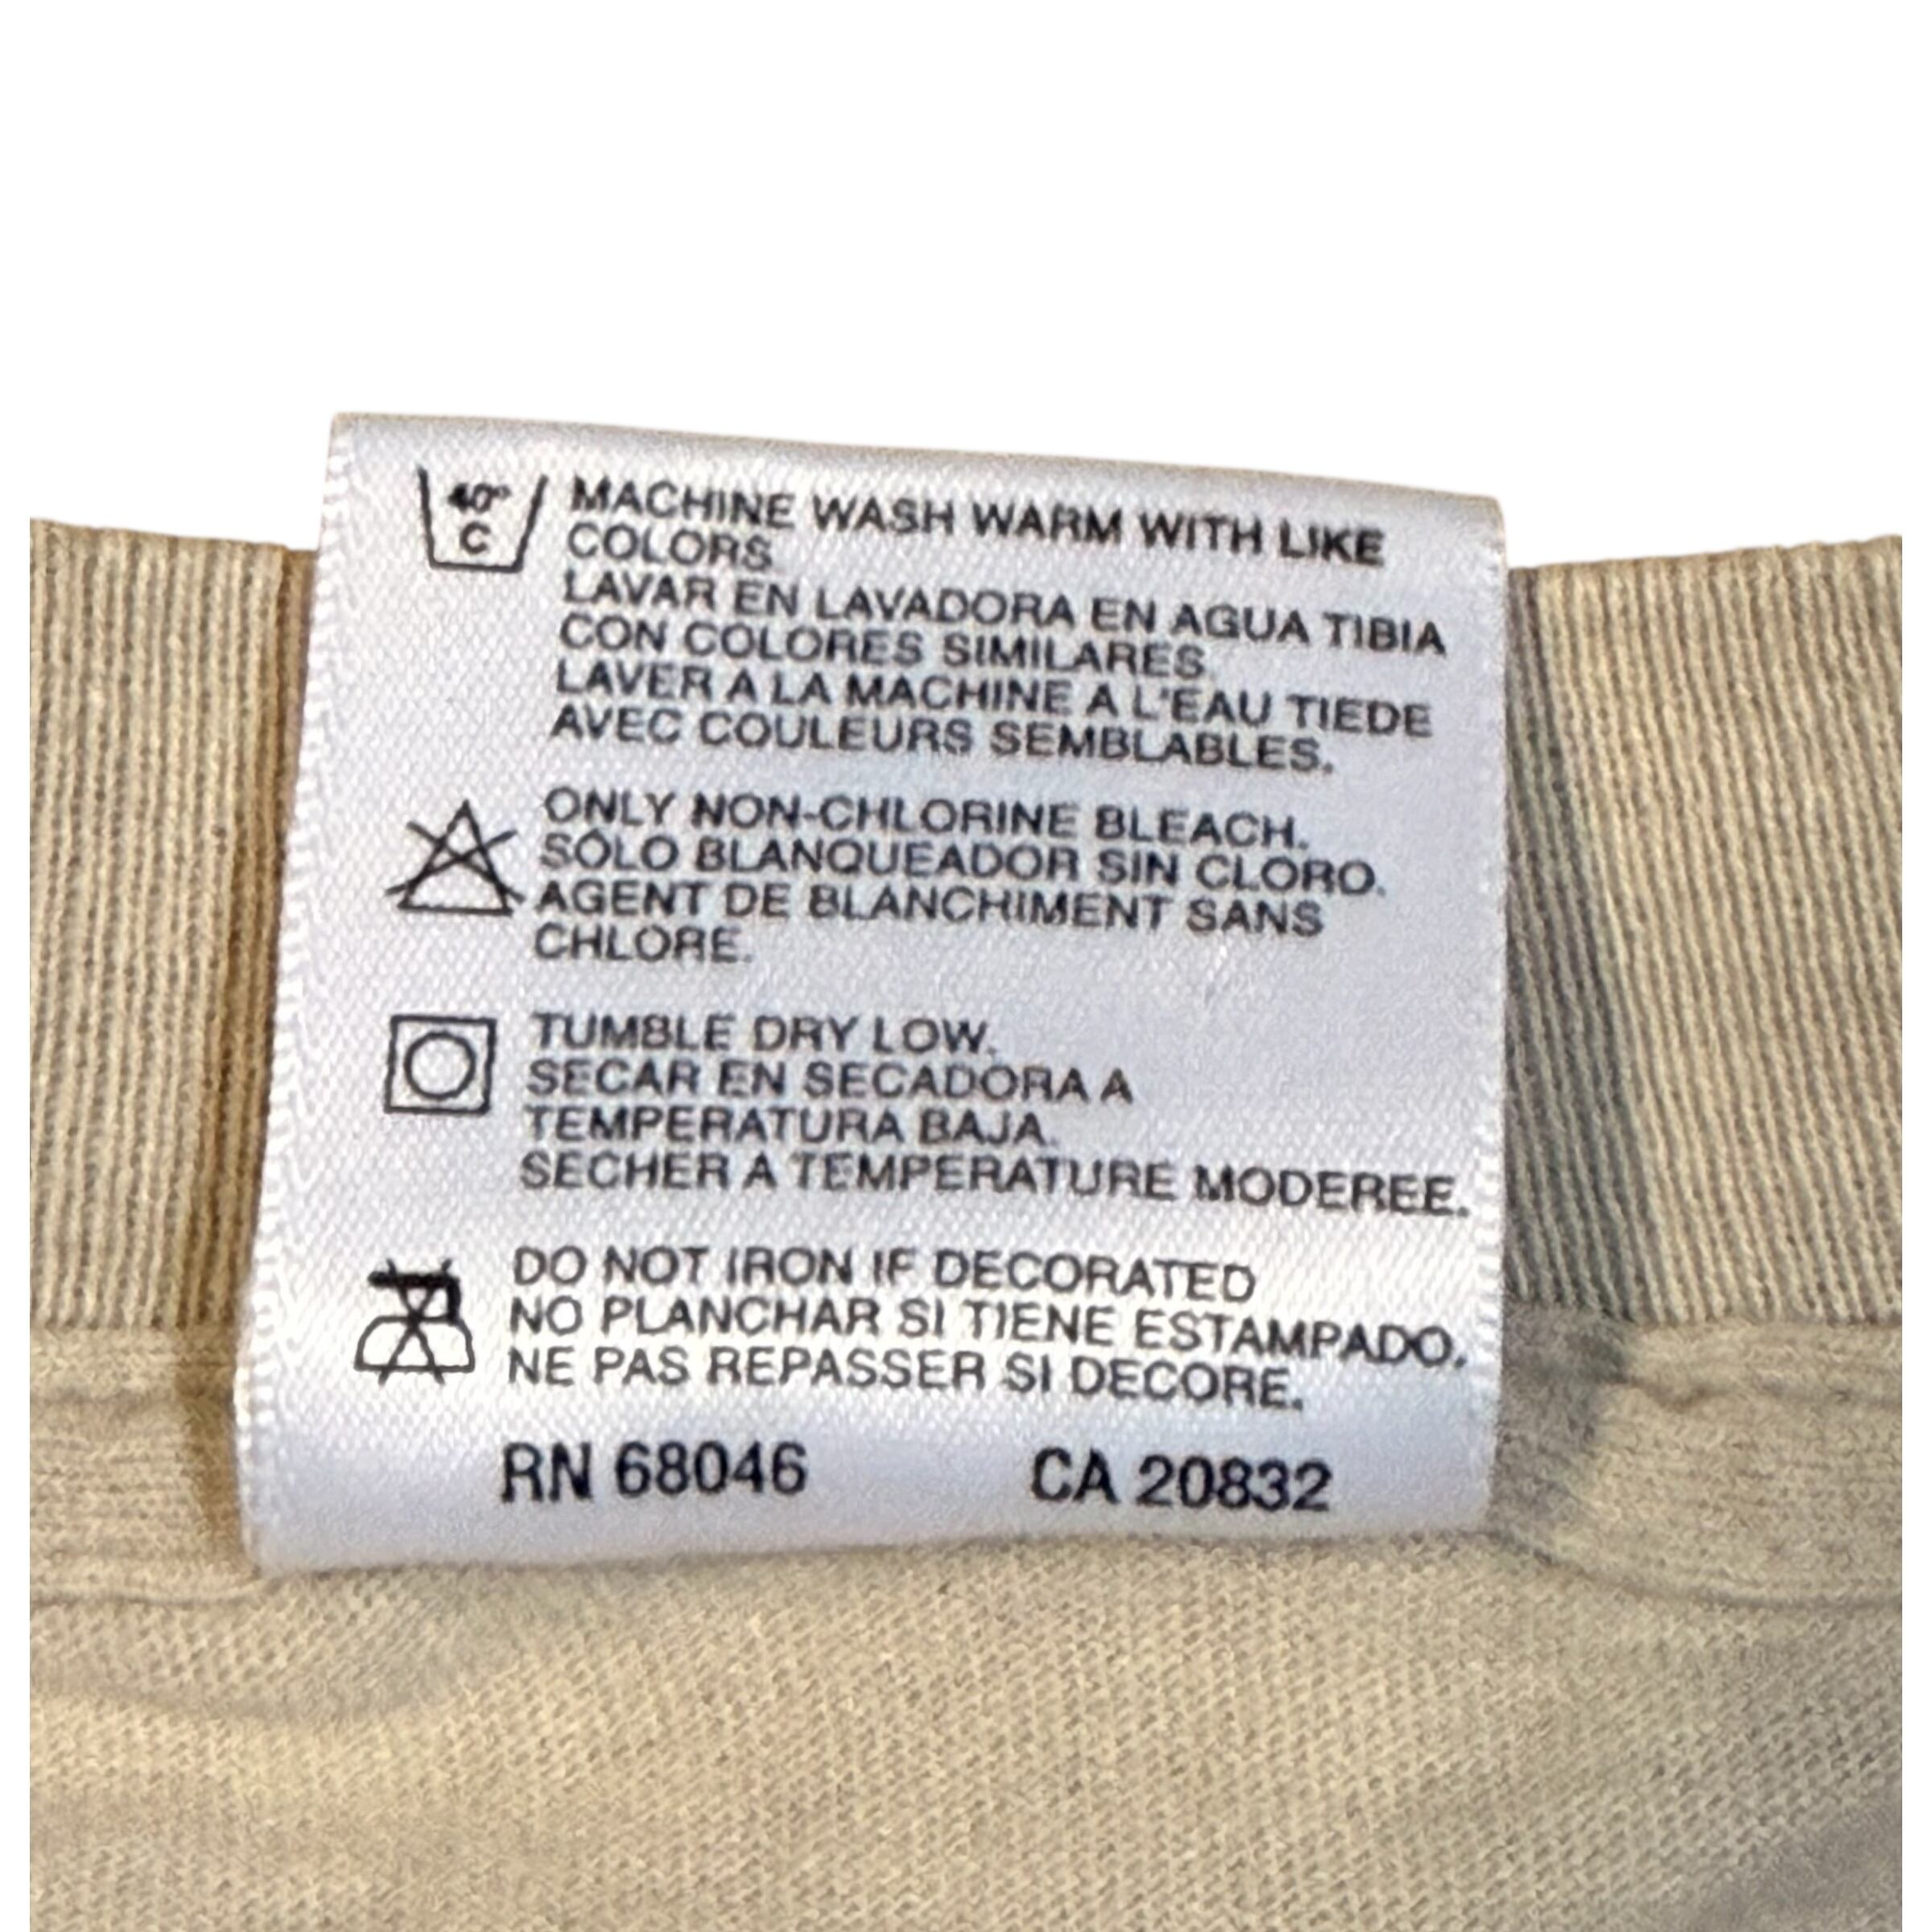 40°
C
MACHINE WASH WARM WITH LIKE
COLORS
LAVAR EN LAVADORA EN AGUA TIBIA
CON COLORES SIMILARES.
LAVER A LA MACHINE A L'EAU TIEDE
AVEC COULEURS SEMBLABLES.
ONLY NON-CHLORINE BLEACH.
SÓLO BLANQUEADOR SIN CLORO.
AGENT DE BLANCHIMENT SANS
CHLORE.
TUMBLE DRY LOW.
SECAR EN SECADORA A
TEMPERATURA BAJA.
SECHER A TEMPERATURE MODEREE.
DO NOT IRON IF DECORATED
NO PLANCHAR SI TIENE ESTAMPADO.
NE PAS REPASSER SI DECORE.
RN 68046 CA 20832